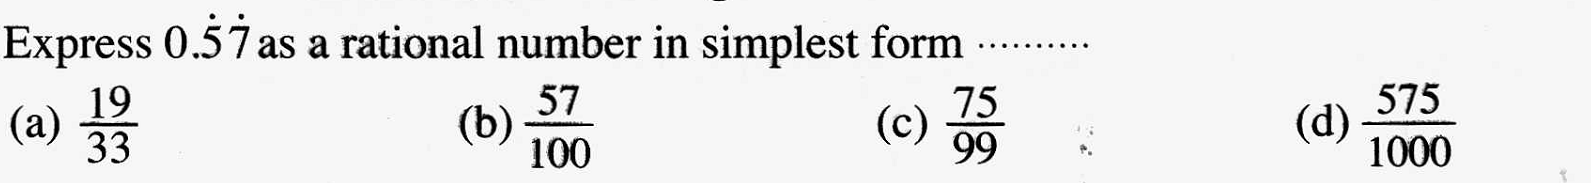 Express 0.5̇7̇ as a rational number in simplest form ..........
(a) 19/33 (b) 57/100 (c) 75/99 (d) 575/1000